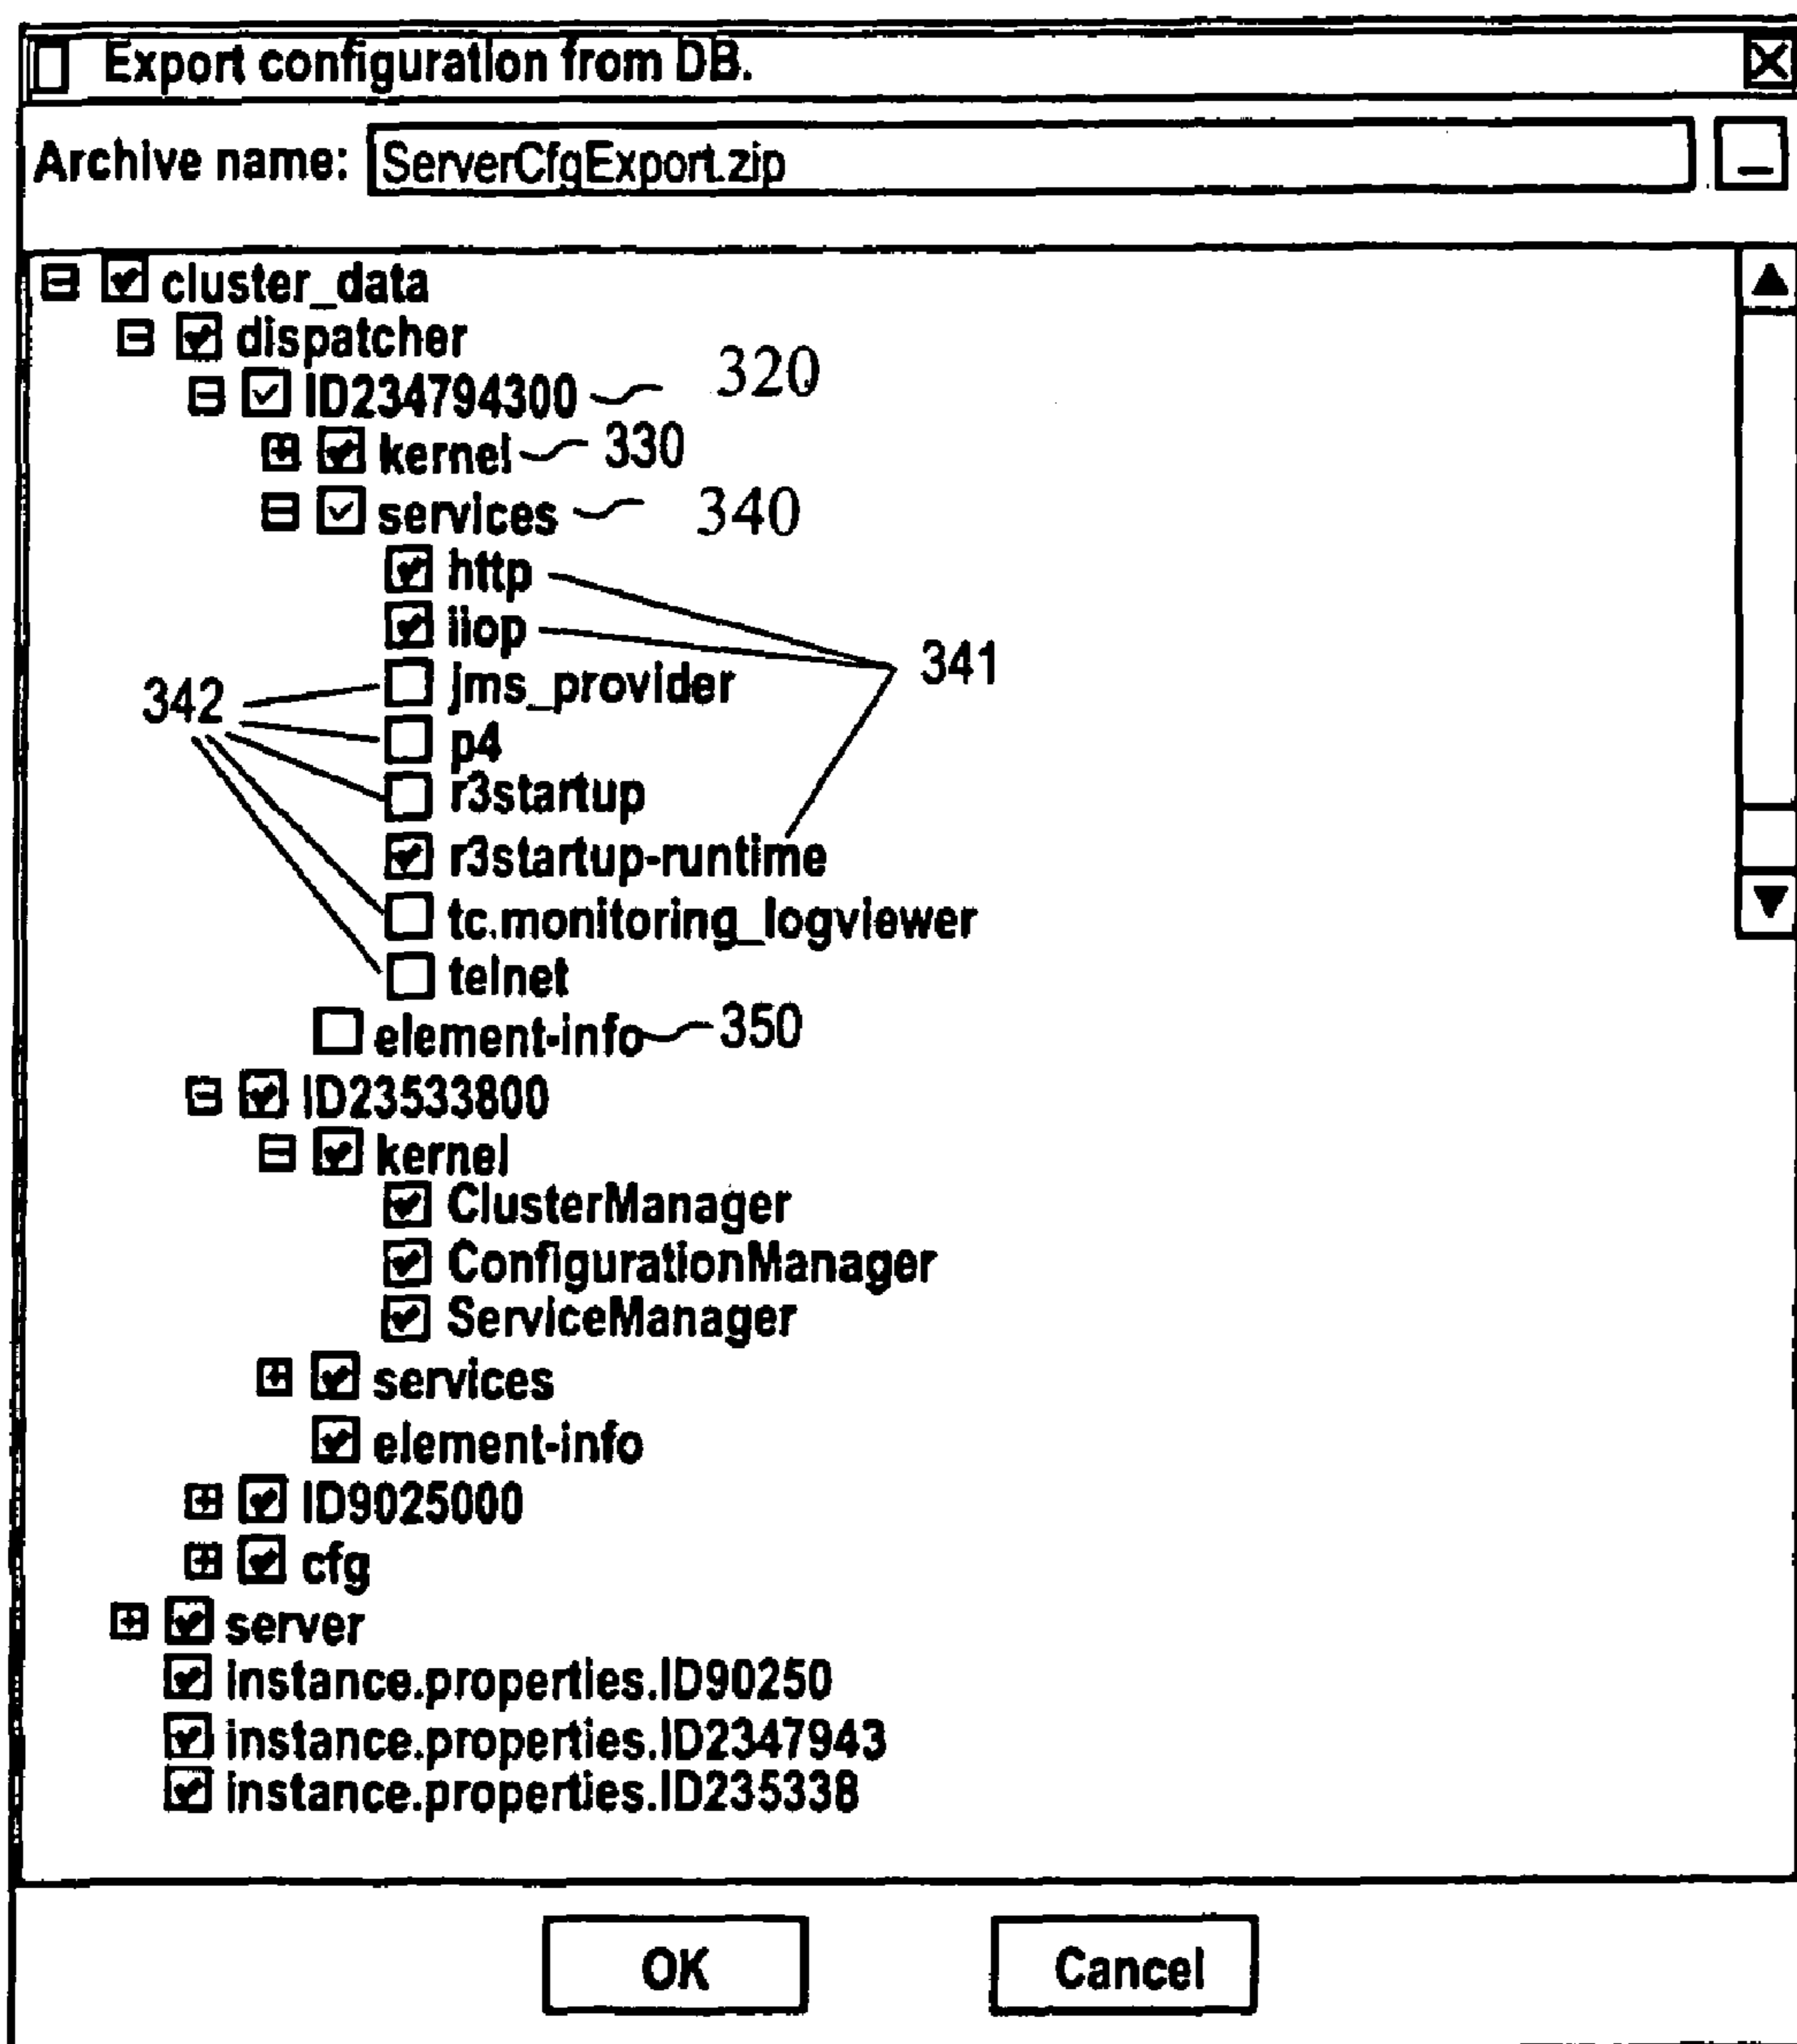 Export configuration from DB.
Archive name: ServerCfgExport.zip
cluster_data
dispatcher
ID234794300 320
kernel 330
services 340
http
iiop
341
jms_provider
342
p4
r3startup
r3startup-runtime
tc.monitoring_logviewer
telnet
element-info 350
ID23533800
kernel
ClusterManager
ConfigurationManager
ServiceManager
services
element-info
ID9025000
cfg
server
instance.properties.ID90250
instance.properties.ID2347943
instance.properties.ID235338
OK Cancel